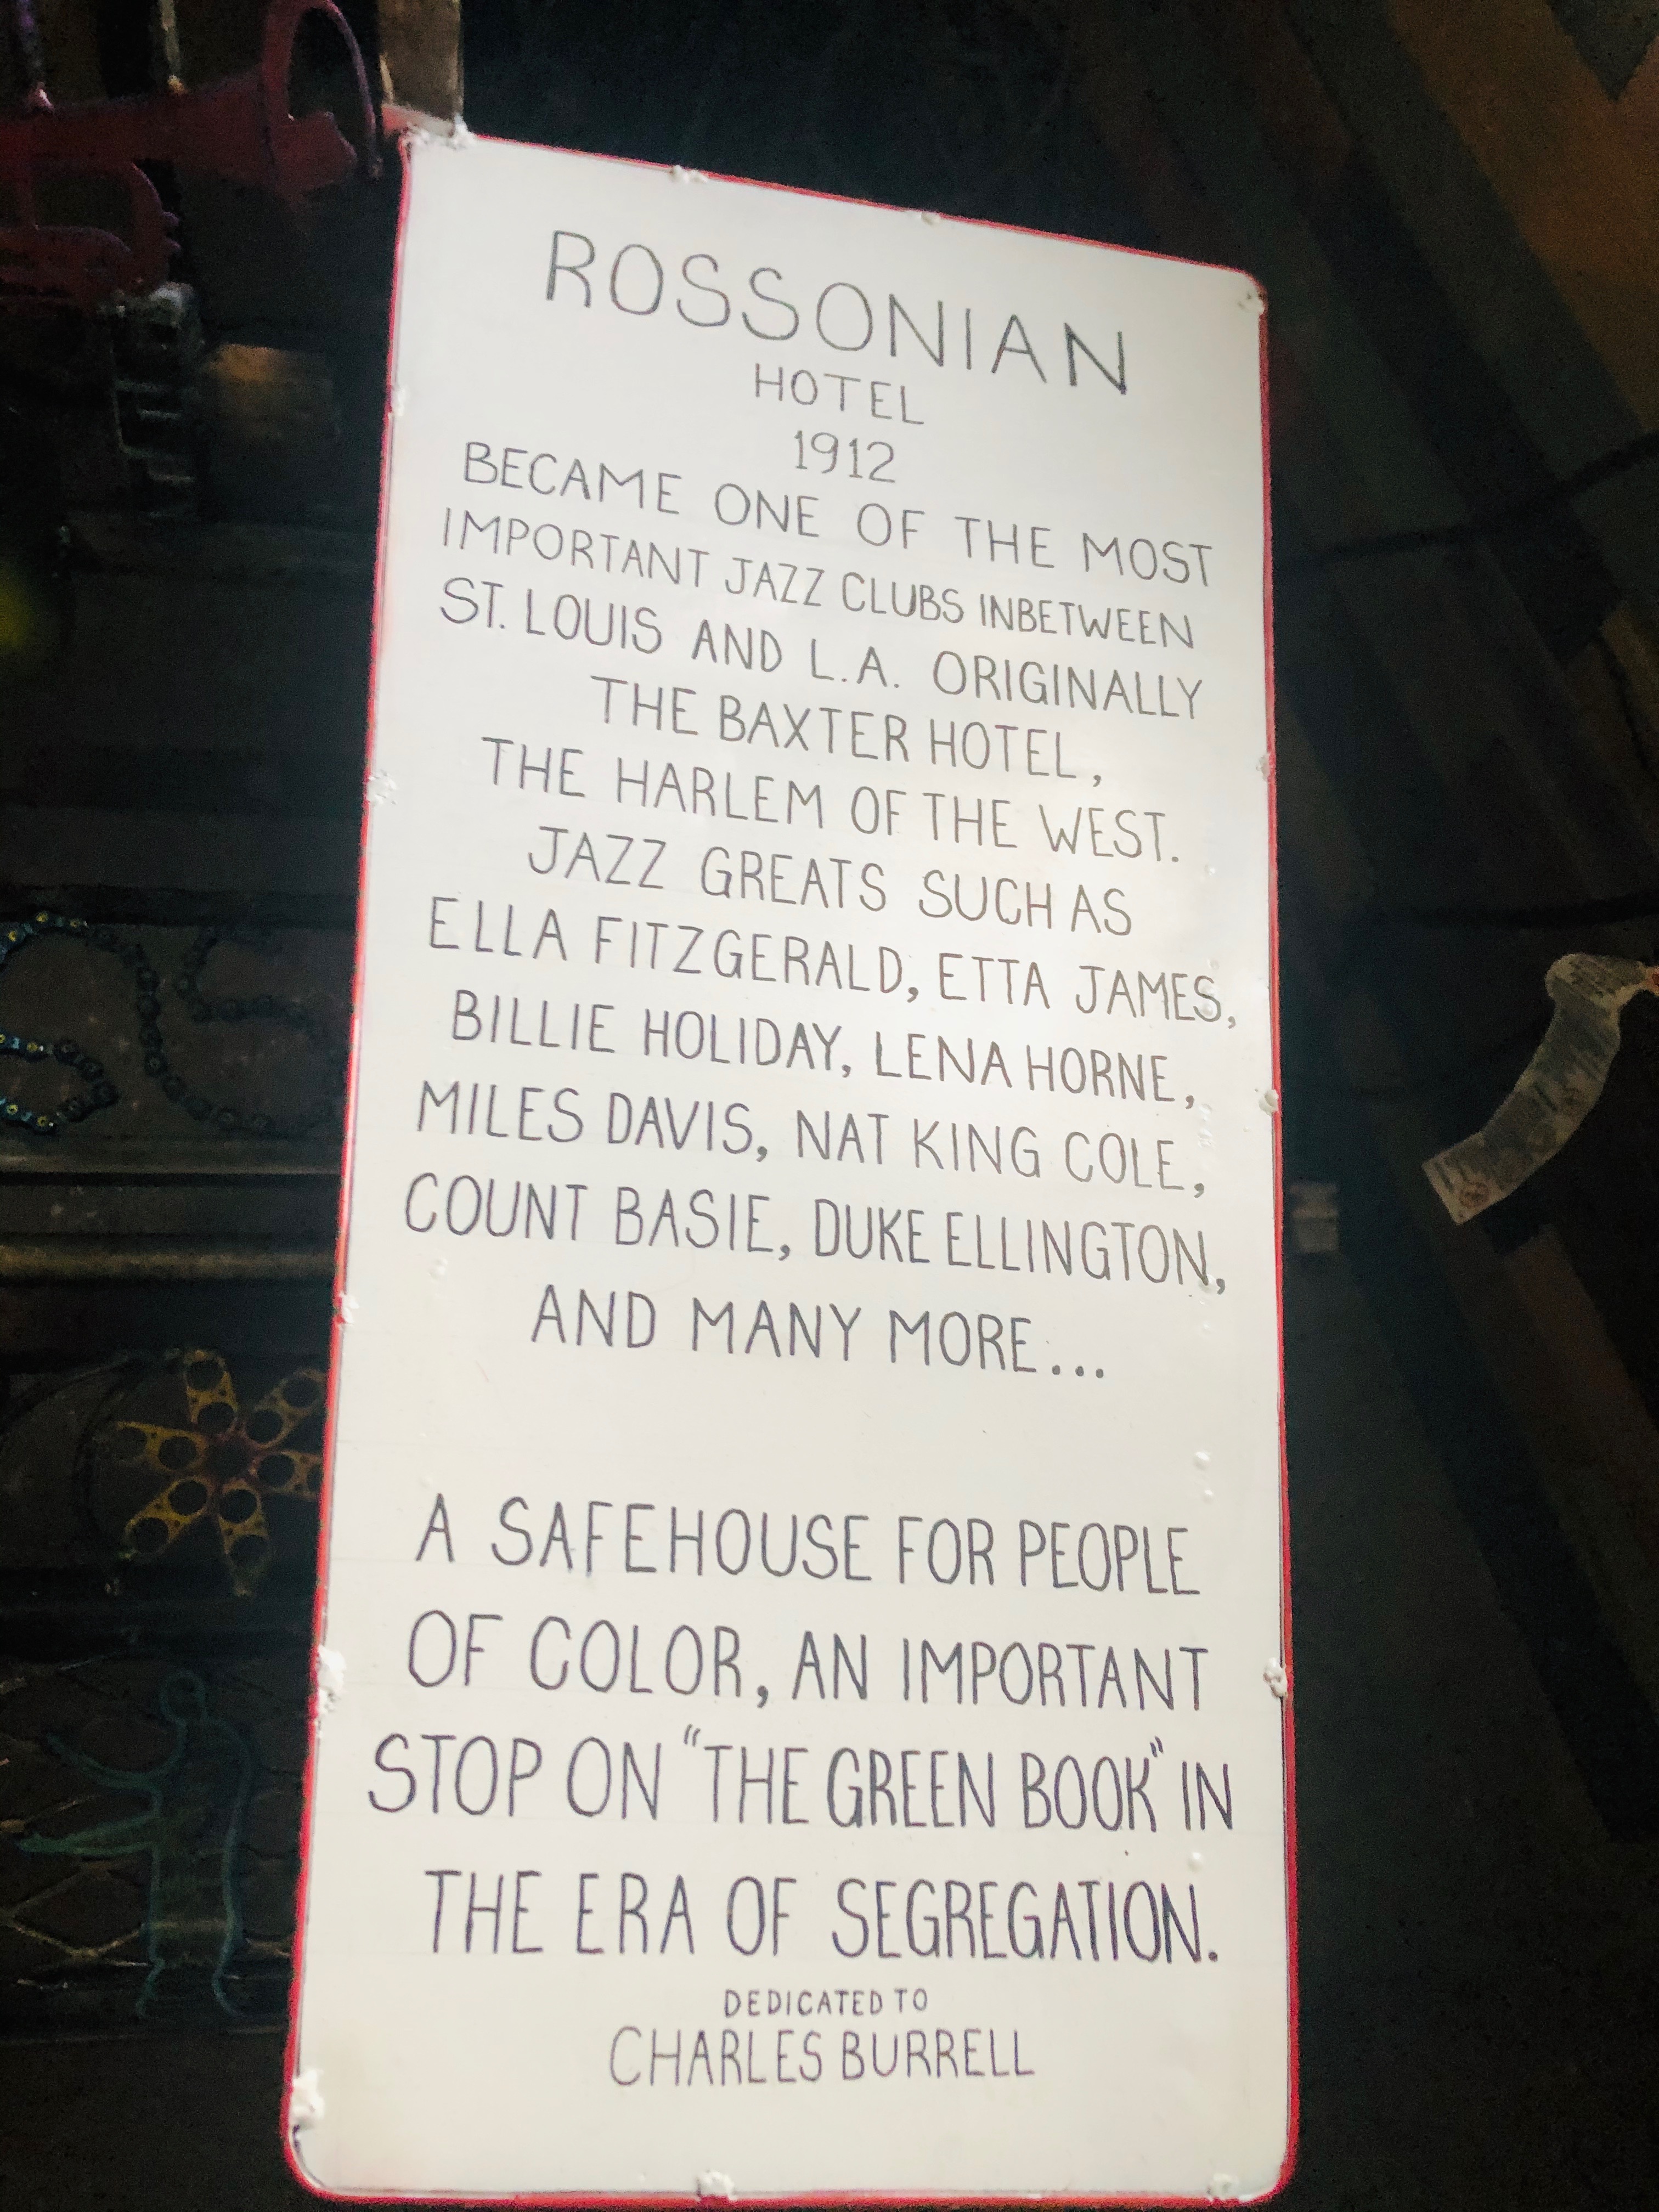 ROSSONIAN
HOTEL
1912
BECAME ONE OF THE MOST
IMPORTANT JAZZ CLUBS INBETWEEN
ST. LOUIS AND L.A. ORIGINALLY
THE BAXTER HOTEL,
THE HARLEM OF THE WEST.
JAZZ GREATS SUCH AS
ELLA FITZGERALD, ETTA JAMES,
BILLIE HOLIDAY, LENA HORNE,
MILES DAVIS, NAT KING COLE,
COUNT BASIE, DUKE ELLINGTON,
AND MANY MORE...
A SAFEHOUSE FOR PEOPLE
OF COLOR, AN IMPORTANT
STOP ON "THE GREEN BOOK" IN
THE ERA OF SEGREGATION.
DEDICATED TO
CHARLES BURRELL